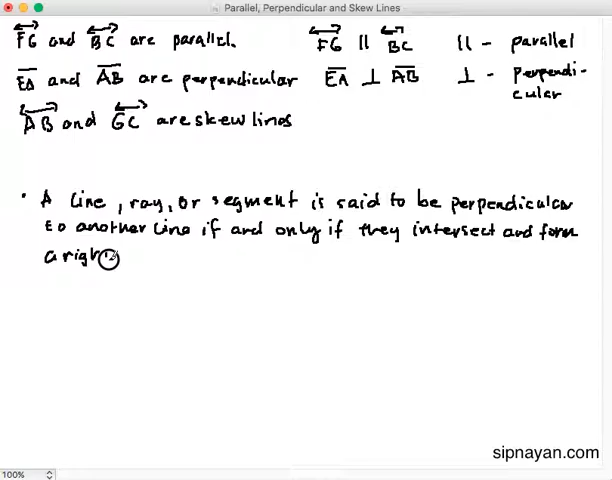 Parallel, Perpendicular and Skew Lines
FG and BC are parallel. FG || BC || - parallel
EA and AB are perpendicular EA ⊥ AB ⊥ - perpendi-
cular
AB and GC are skew lines
· A line, ray, or segment is said to be perpendicular
to another line if and only if they intersect and form
a righ
sipnayan.com
100%